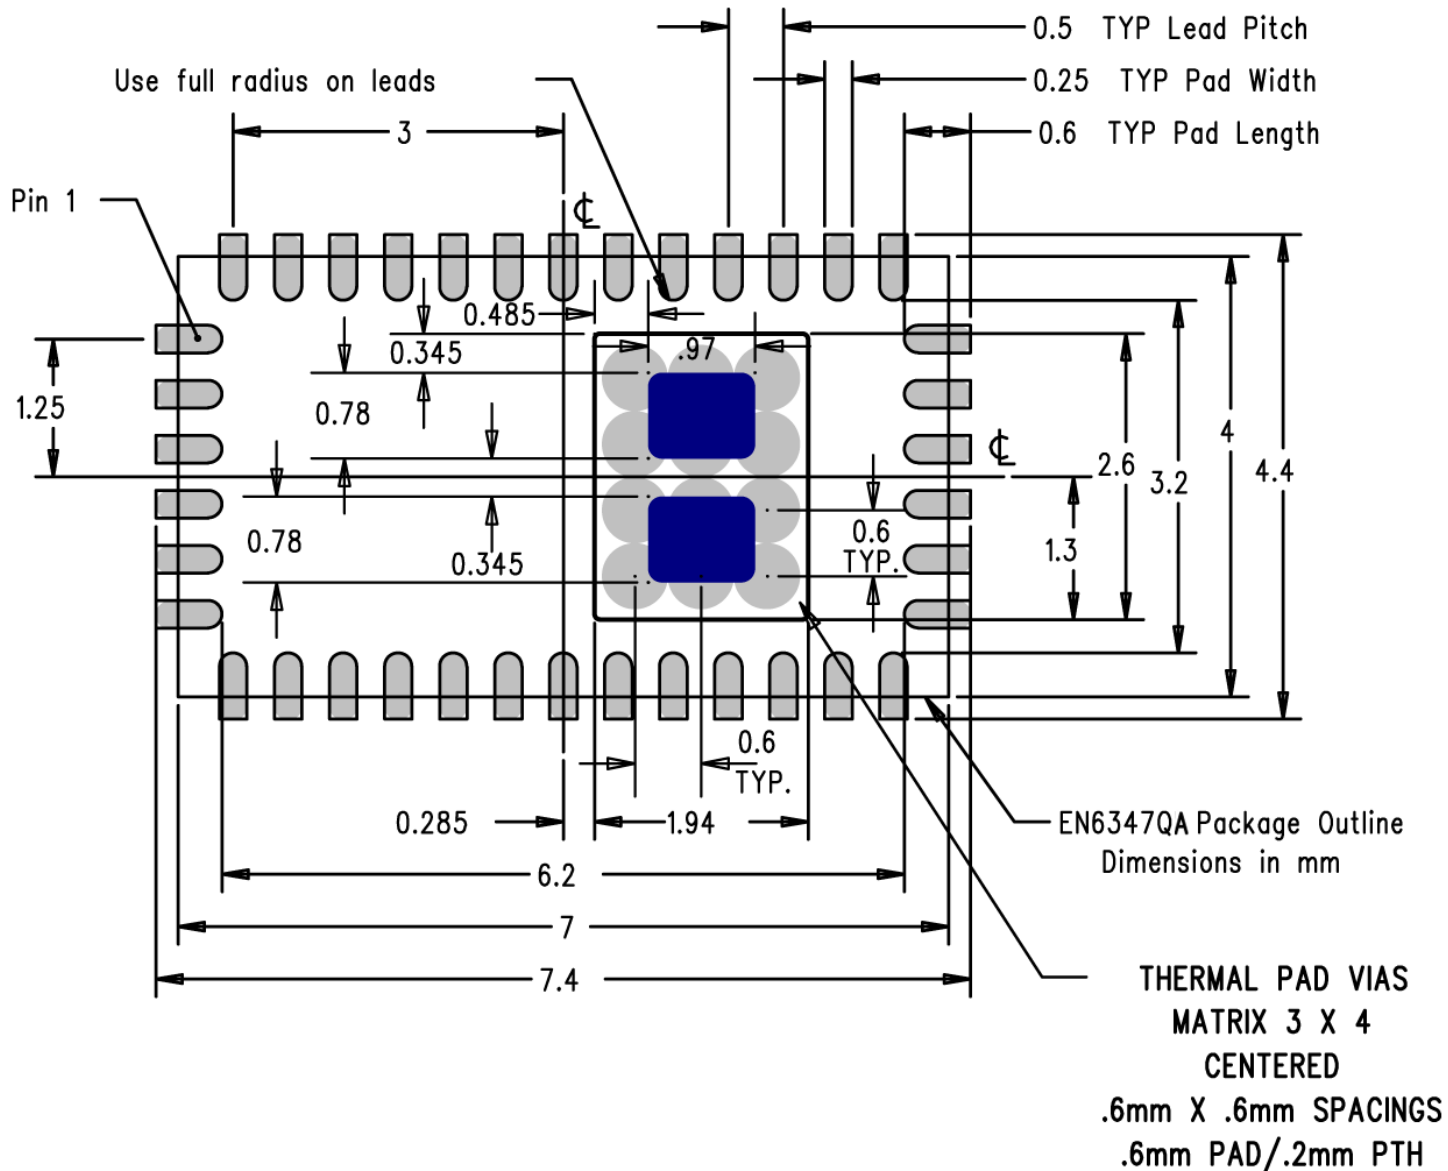 0.5 TYP Lead Pitch
Use full radius on leads
0.25 TYP Pad Width
3
0.6 TYP Pad Length
Pin 1
℄
0.485
0.345
.97
1.25
0.78
4
℄
2.6
3.2
4.4
0.78
0.6
TYP.
1.3
0.345
0.6
TYP.
0.285
1.94
EN6347QA Package Outline
Dimensions in mm
6.2
7
7.4
THERMAL PAD VIAS
MATRIX 3 X 4
CENTERED
.6mm X .6mm SPACINGS
.6mm PAD/.2mm PTH